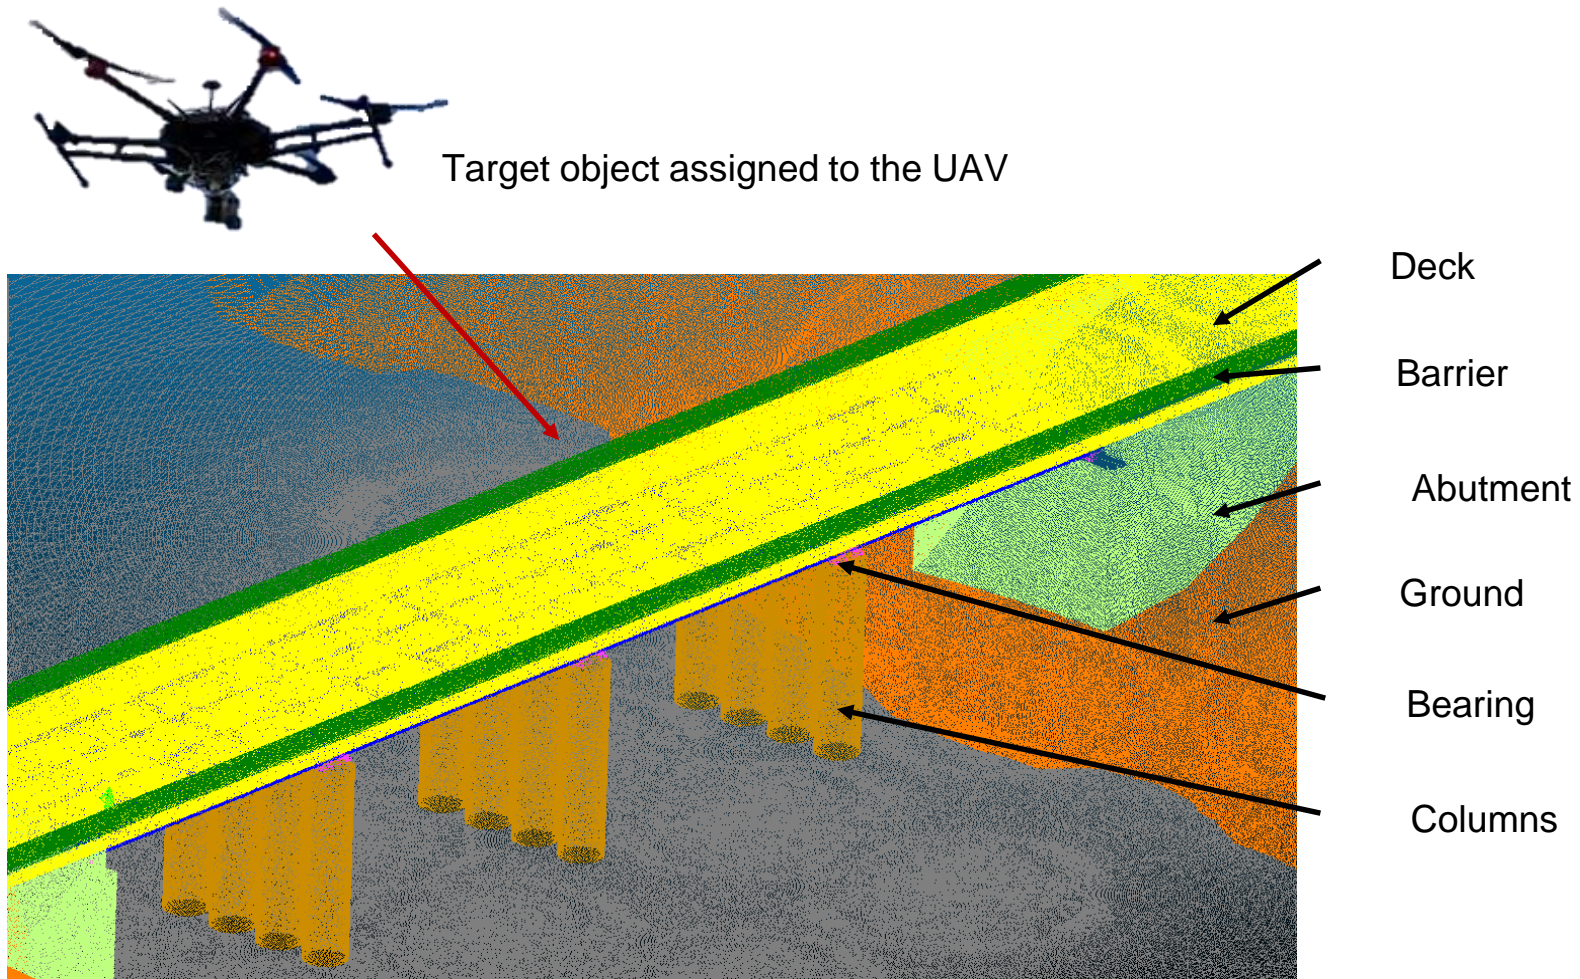 Target object assigned to the UAV
Deck
Barrier
Abutment
Ground
Bearing
Columns